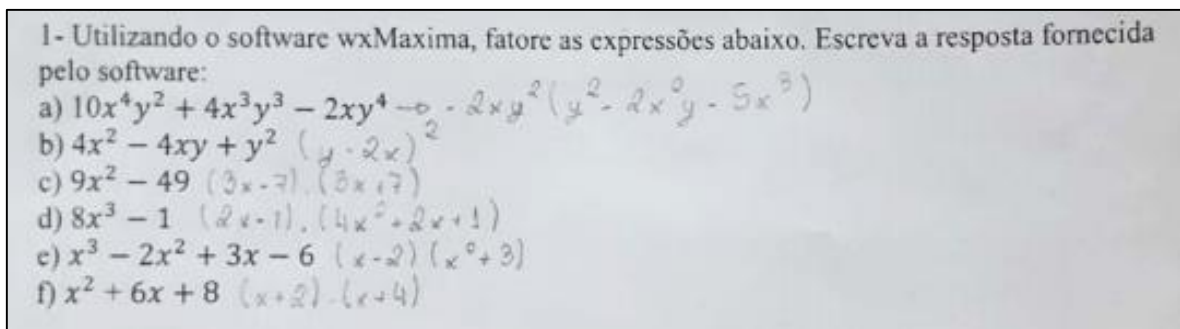 1- Utilizando o software wxMaxima, fatore as expressões abaixo. Escreva a resposta fornecida
pelo software:
a) 10x⁴y² + 4x³y³ − 2xy⁴ → - 2xy² (y² - 2x²y - 5x³)
b) 4x² − 4xy + y² (y - 2x)²
c) 9x² − 49 (3x - 7).(3x + 7)
d) 8x³ − 1 (2x - 1).(4x² + 2x + 1)
e) x³ − 2x² + 3x − 6 (x - 2) (x² + 3)
f) x² + 6x + 8 (x + 2).(x + 4)